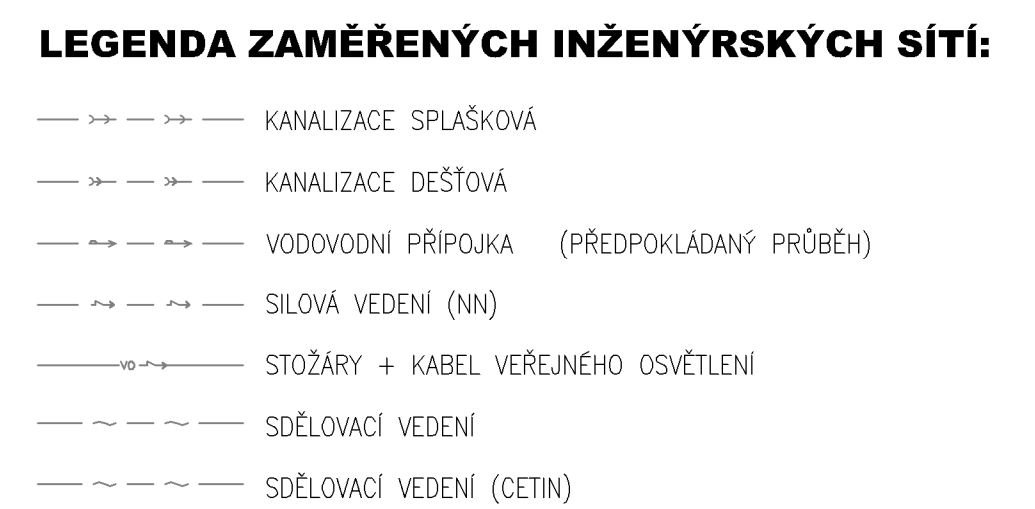 LEGENDA ZAMĚŘENÝCH INŽENÝRSKÝCH SÍTÍ:
KANALIZACE SPLAŠKOVÁ
KANALIZACE DEŠŤOVÁ
VODOVODNÍ PŘÍPOJKA (PŘEDPOKLÁDANÝ PRŮBĚH)
SILOVÁ VEDENÍ (NN)
VO STOŽÁRY + KABEL VEŘEJNÉHO OSVĚTLENÍ
SDĚLOVACÍ VEDENÍ
SDĚLOVACÍ VEDENÍ (CETIN)